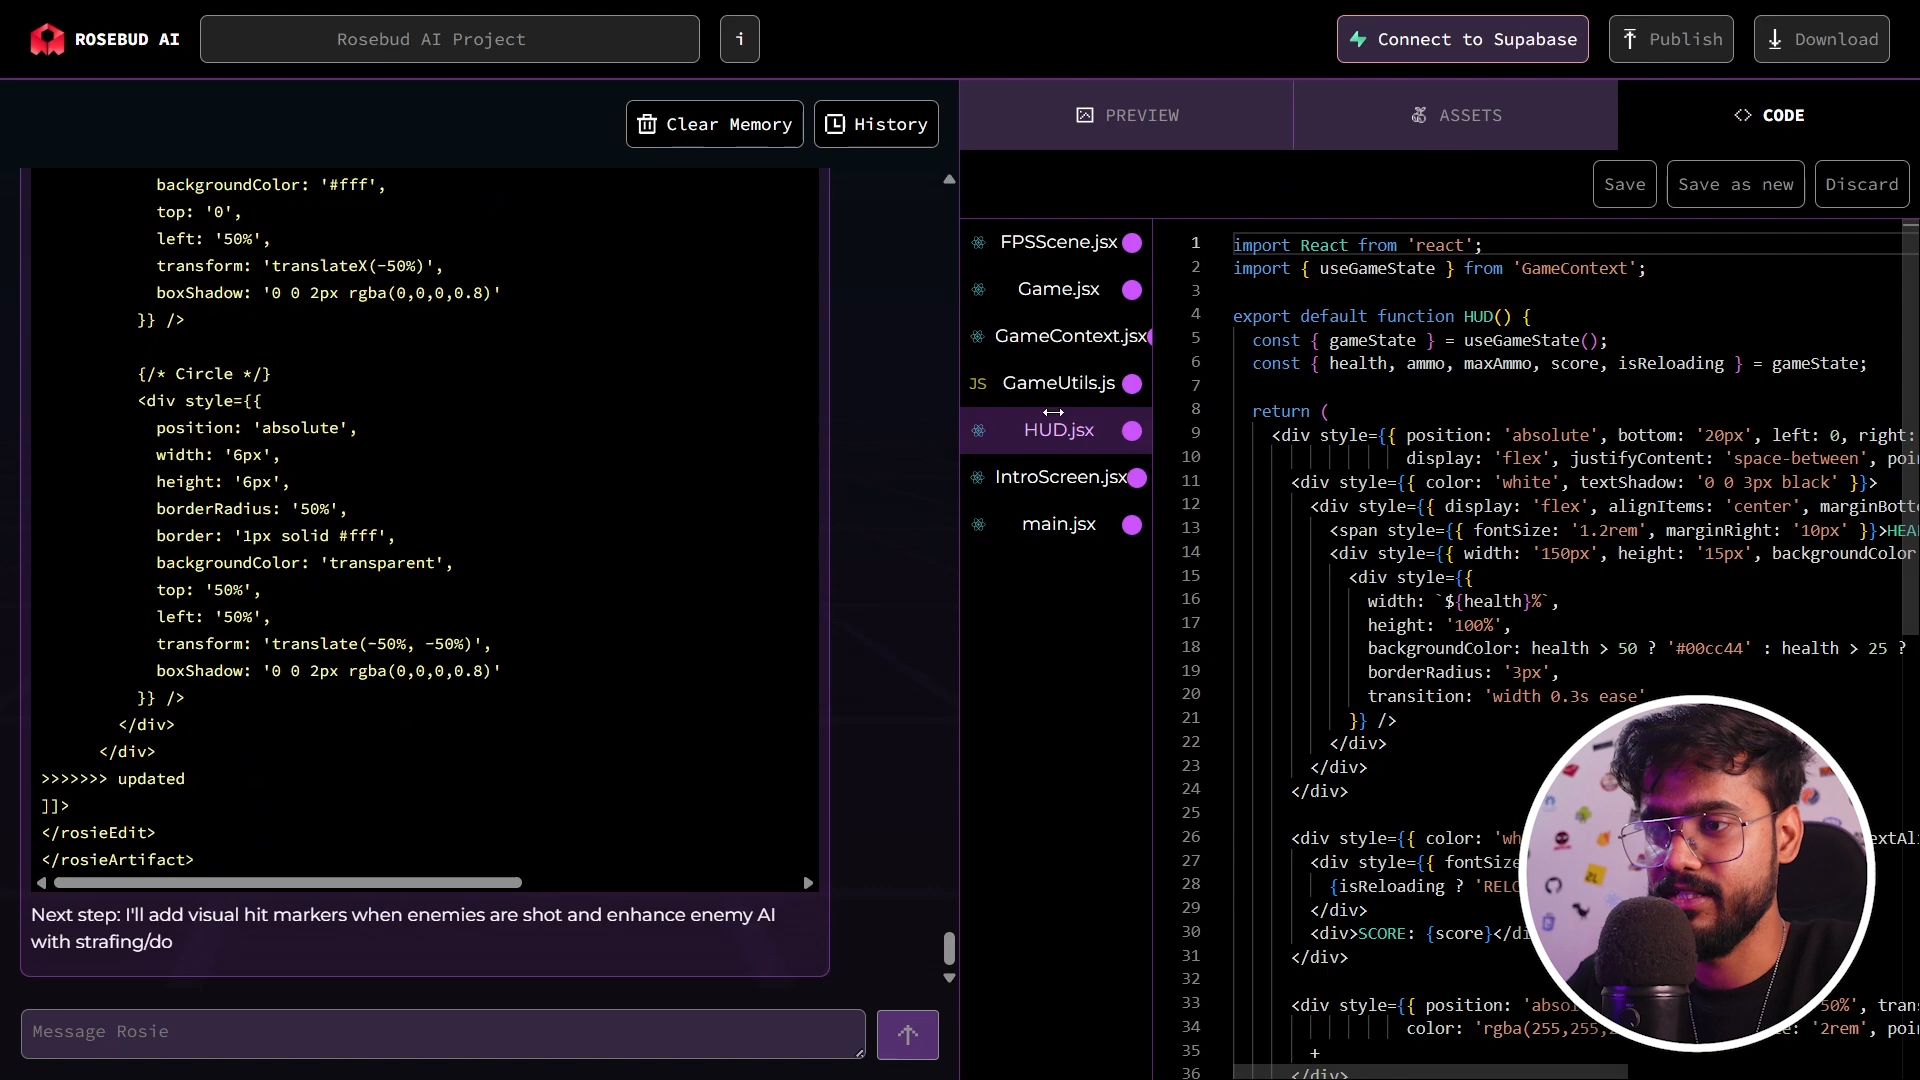 ROSEBUD AI
Rosebud AI Project
i
Connect to Supabase
Publish
Download
Clear Memory
History
PREVIEW
ASSETS
<> CODE
Save
Save as new
Discard
backgroundColor: '#fff',
top: '0',
left: '50%',
transform: 'translateX(-50%)',
boxShadow: '0 0 2px rgba(0,0,0,0.8)'
}} />
{/* Circle */}
<div style={{
position: 'absolute',
width: '6px',
height: '6px',
borderRadius: '50%',
border: '1px solid #fff',
backgroundColor: 'transparent',
top: '50%',
left: '50%',
transform: 'translate(-50%, -50%)',
boxShadow: '0 0 2px rgba(0,0,0,0.8)'
}} />
</div>
</div>
>>>>>>> updated
]]>
</rosieEdit>
</rosieArtifact>
Next step: I'll add visual hit markers when enemies are shot and enhance enemy AI
with strafing/do
Message Rosie
FPSScene.jsx
Game.jsx
GameContext.jsx
JS GameUtils.js
HUD.jsx
IntroScreen.jsx
main.jsx
1 import React from 'react';
2 import { useGameState } from 'GameContext';
3
4 export default function HUD() {
5 const { gameState } = useGameState();
6 const { health, ammo, maxAmmo, score, isReloading } = gameState;
7
8 return (
9 <div style={{ position: 'absolute', bottom: '20px', left: 0, right:
10 display: 'flex', justifyContent: 'space-between', poi
11 <div style={{ color: 'white', textShadow: '0 0 3px black' }}>
12 <div style={{ display: 'flex', alignItems: 'center', marginBott
13 <span style={{ fontSize: '1.2rem', marginRight: '10px' }}>HEA
14 <div style={{ width: '150px', height: '15px', backgroundColor
15 <div style={{
16 width: `${health}%`,
17 height: '100%',
18 backgroundColor: health > 50 ? '#00cc44' : health > 25 ?
19 borderRadius: '3px',
20 transition: 'width 0.3s ease'
21 }} />
22 </div>
23 </div>
24 </div>
25
26 <div style={{ color: 'wh extAli
27 <div style={{ fontSize
28 {isReloading ? 'RELO
29 </div>
30 <div>SCORE: {score}</di
31 </div>
32
33 <div style={{ position: 'abso 50%', trans
34 color: 'rgba(255,255,2 e: '2rem', poi
35 +
36 </div>